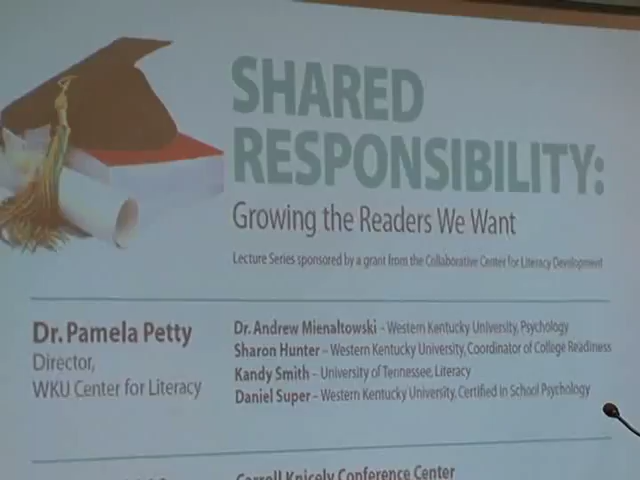 SHARED
RESPONSIBILITY:
Growing the Readers We Want
Lecture Series sponsored by a grant from the Collaborative Center for Literacy Development
Dr. Pamela Petty
Director,
WKU Center for Literacy
Dr. Andrew Mienaltowski - Western Kentucky University, Psychology
Sharon Hunter - Western Kentucky University, Coordinator of College Readiness
Kandy Smith - University of Tennessee, Literacy
Daniel Super - Western Kentucky University, Certified in School Psychology
Carroll Knicely Conference Center